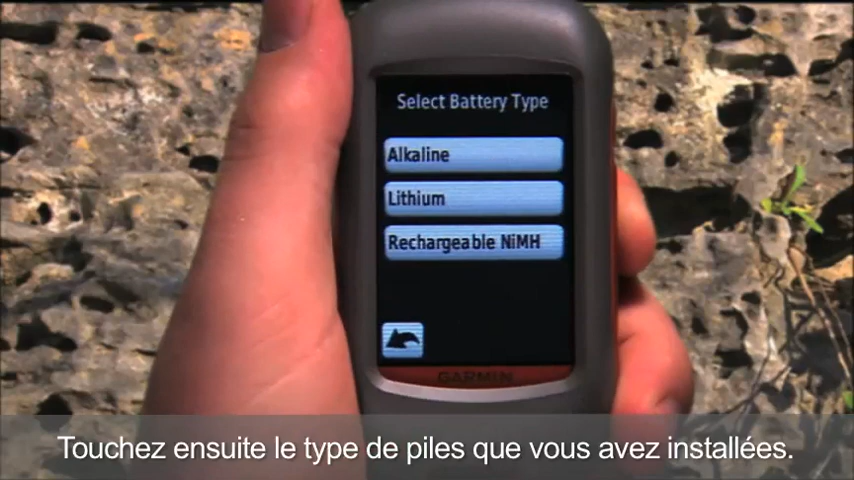 Select Battery Type
Alkaline
Lithium
Rechargeable NiMH
GARMIN
Touchez ensuite le type de piles que vous avez installées.